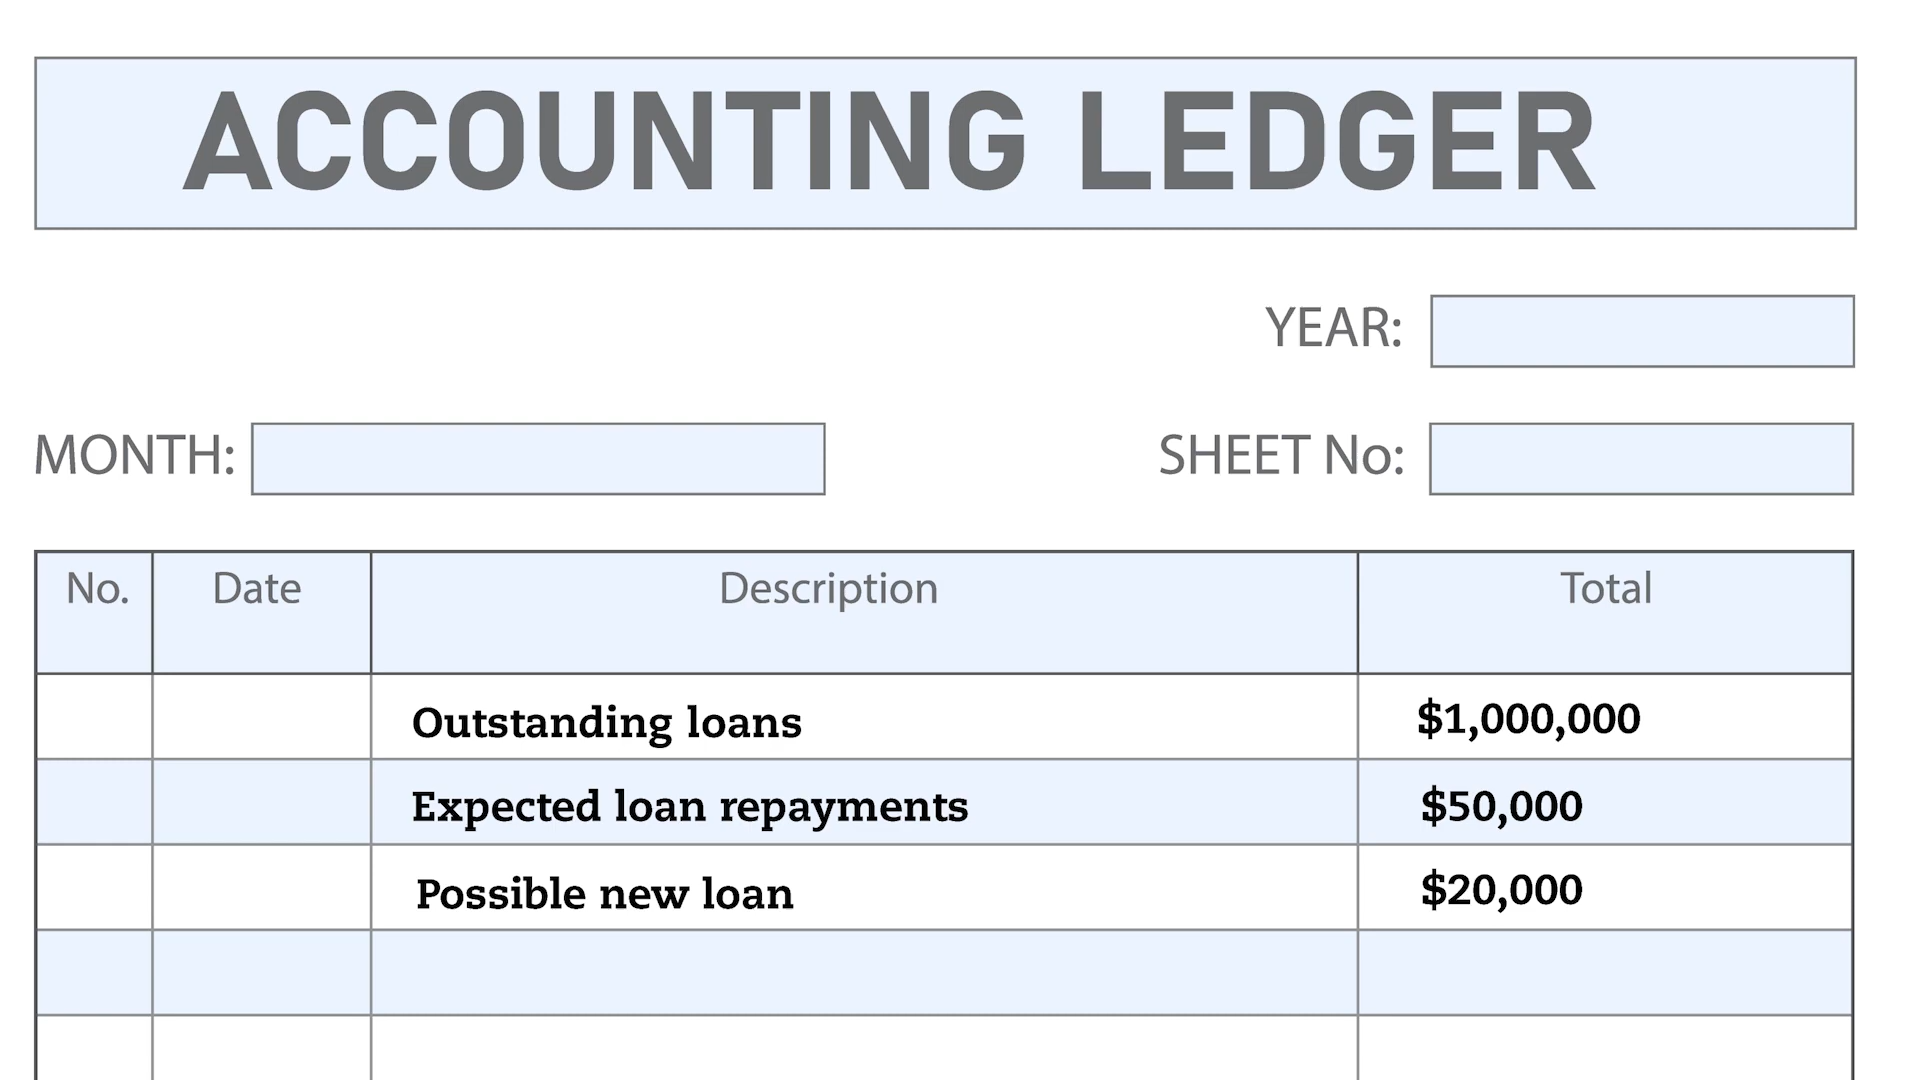 ACCOUNTING LEDGER
YEAR:
MONTH:
SHEET No:
No.
Date
Description
Total
Outstanding loans
$1,000,000
Expected loan repayments
$50,000
Possible new loan
$20,000